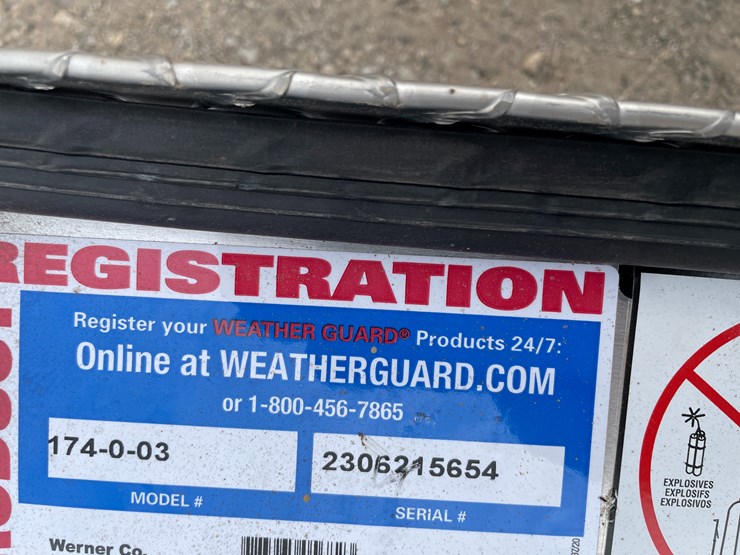 REGISTRATION
Register your WEATHER GUARD® Products 24/7:
Online at WEATHERGUARD.COM
or 1-800-456-7865
174-0-03
2306215654
MODEL #
SERIAL #
Werner Co.
EXPLOSIVES
EXPLOSIFS
EXPLOSIVOS